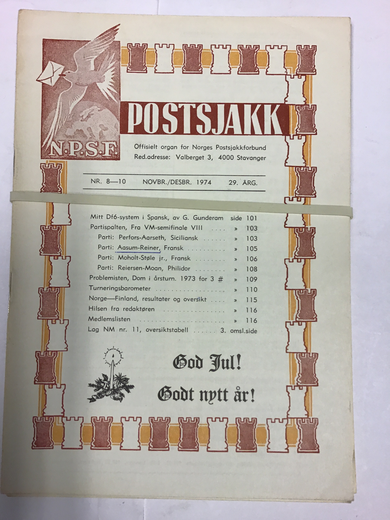 POSTSJAKK
N.P.S.F.
Offisielt organ for Norges Postsjakkforbund
Red.adresse: Valberget 3, 4000 Stavanger
NR. 8—10 NOVBR./DESBR. 1974 29. ÅRG.
Mitt Df6-system i Spansk, av G. Gunderam side 101
Partispalten, Fra VM-semifinale VIII » 103
Parti: Perfors-Aarseth, Siciliansk » 103
Parti: Aasum-Reiner, Fransk » 105
Parti: Moholt-Støle jr., Fransk » 106
Parti: Reiersen-Moan, Philidor » 108
Problemisten, Dom i årsturn. 1973 for 3 # » 109
Turneringsbarometer » 110
Norge—Finland, resultater og oversikt » 115
Hilsen fra redaktøren » 116
Medlemslisten » 116
Lag NM nr. 11, oversiktstabell 3. omsl.side
God Jul!
Godt nytt år!